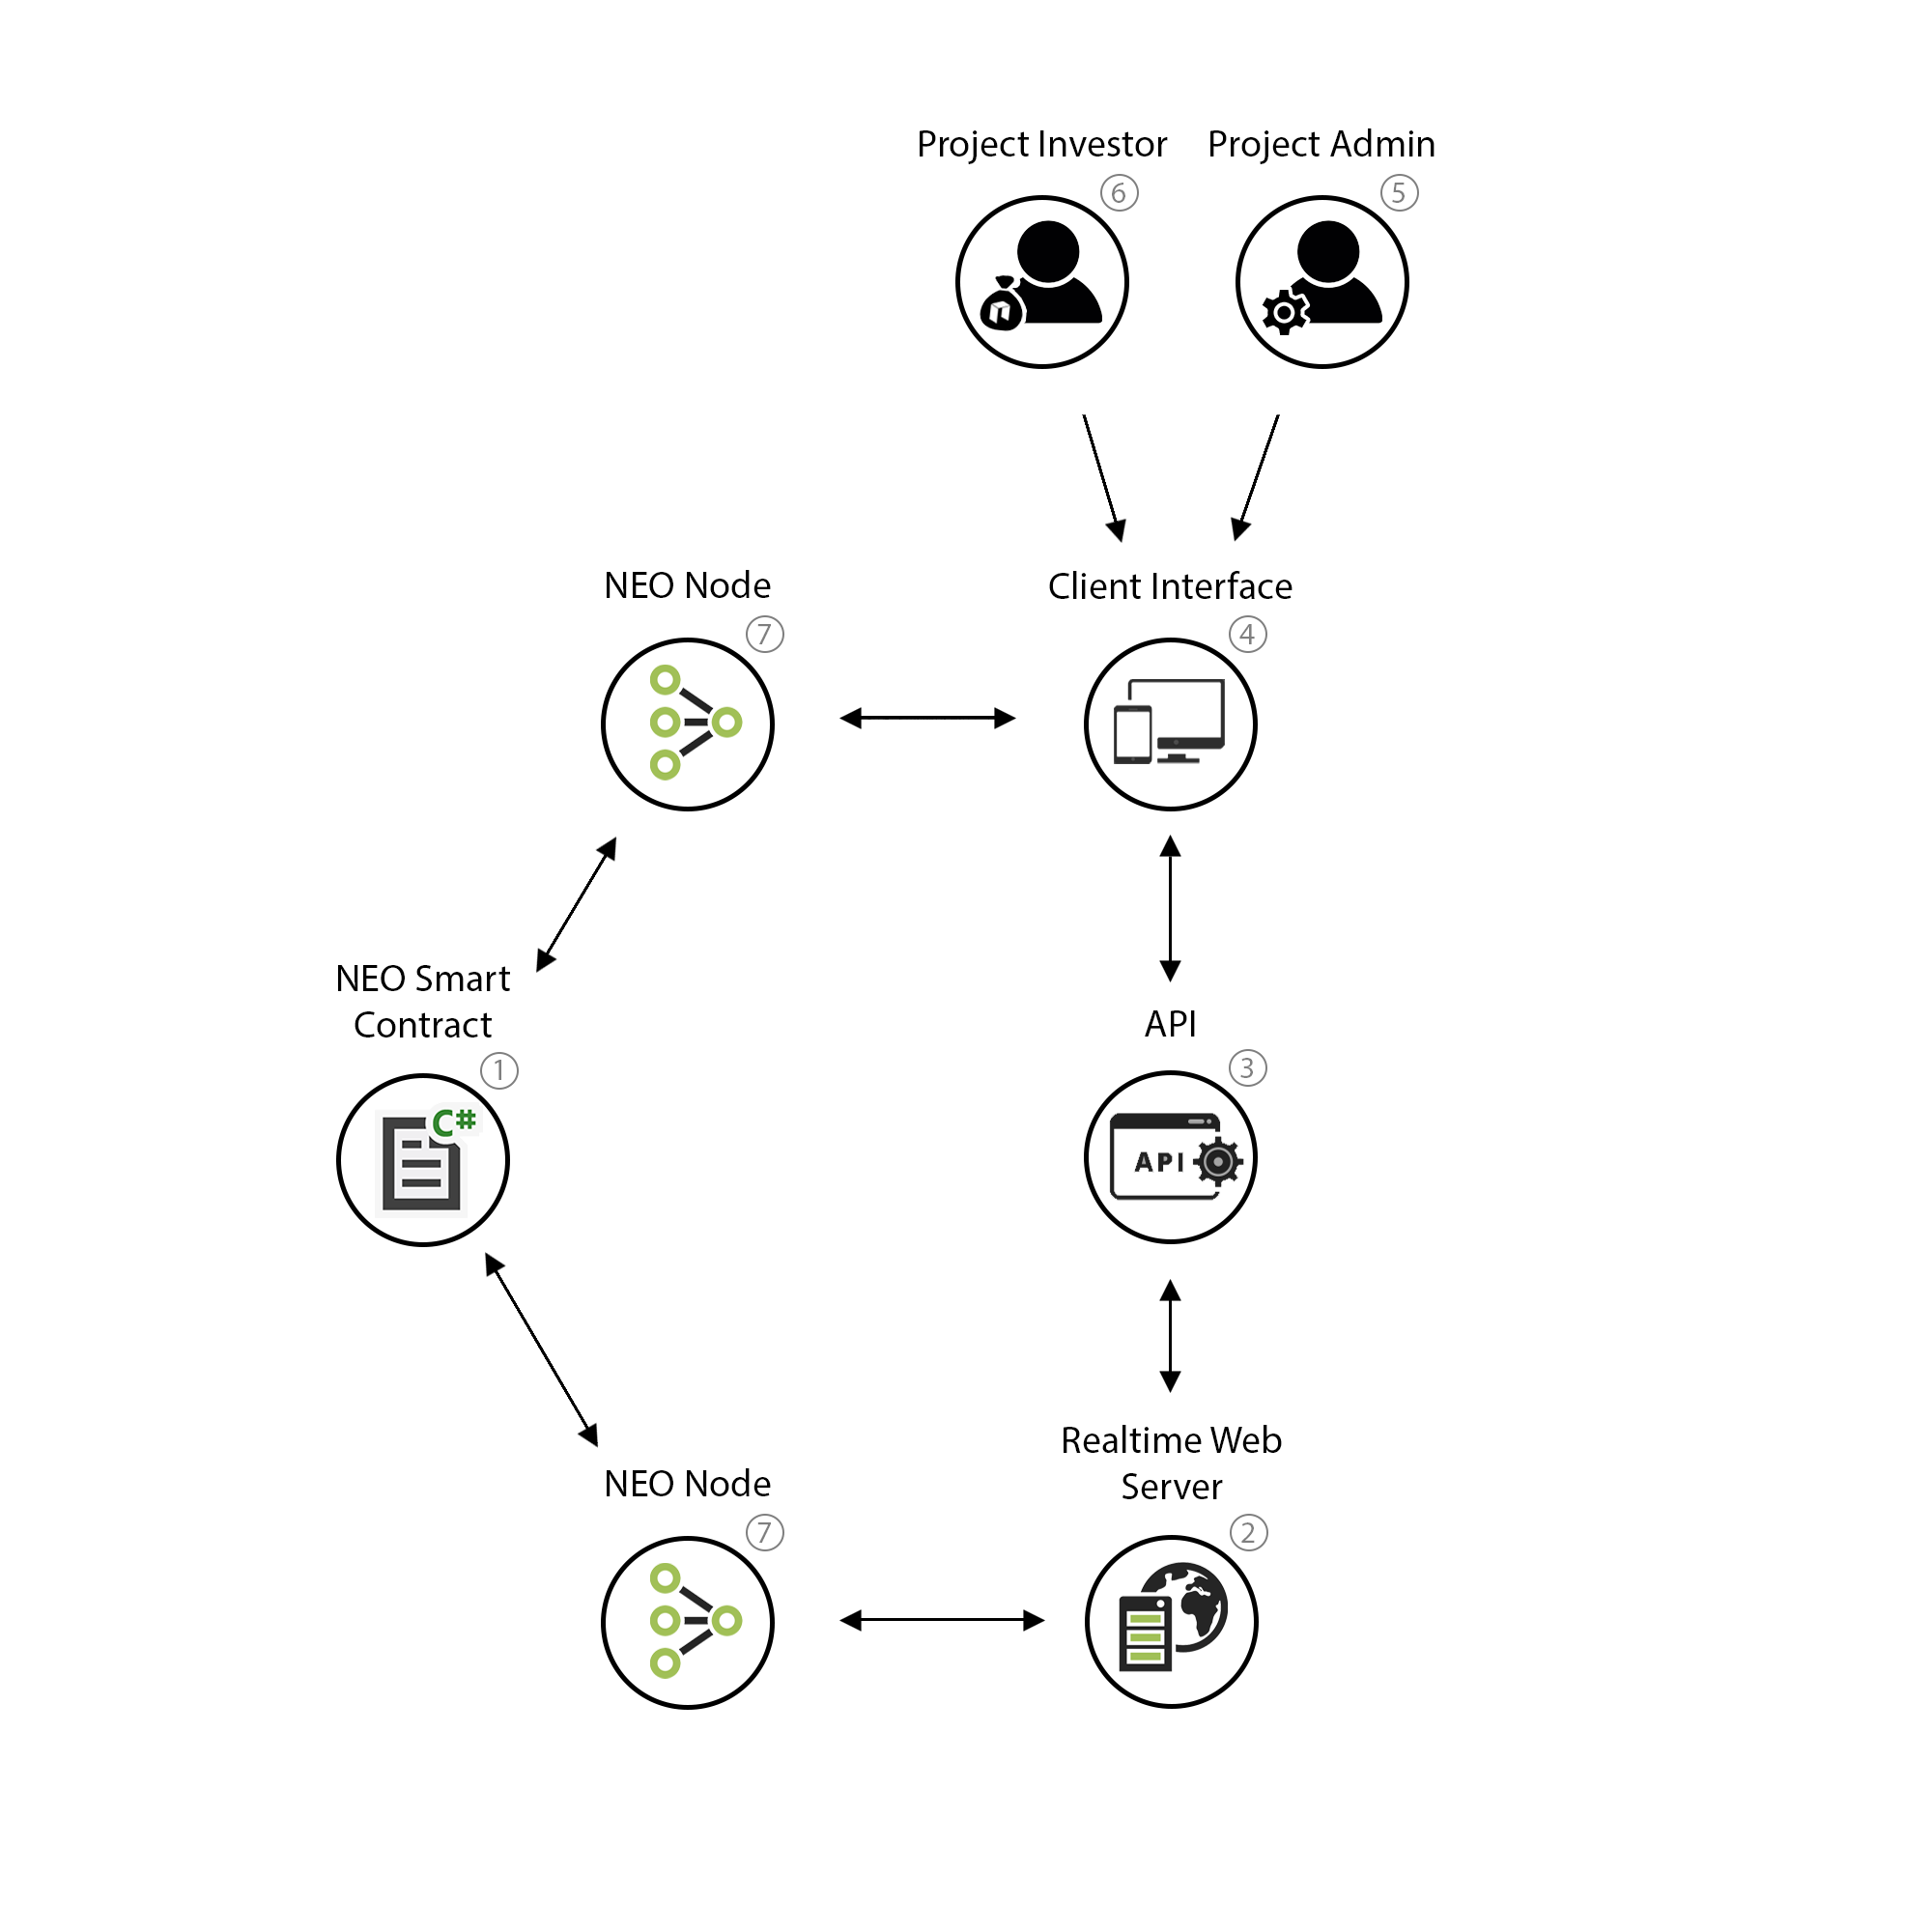 Project Investor
Project Admin
6
5
NEO Node
Client Interface
7
4
NEO Smart
Contract
API
1
3
C#
API
Realtime Web
Server
NEO Node
7
2